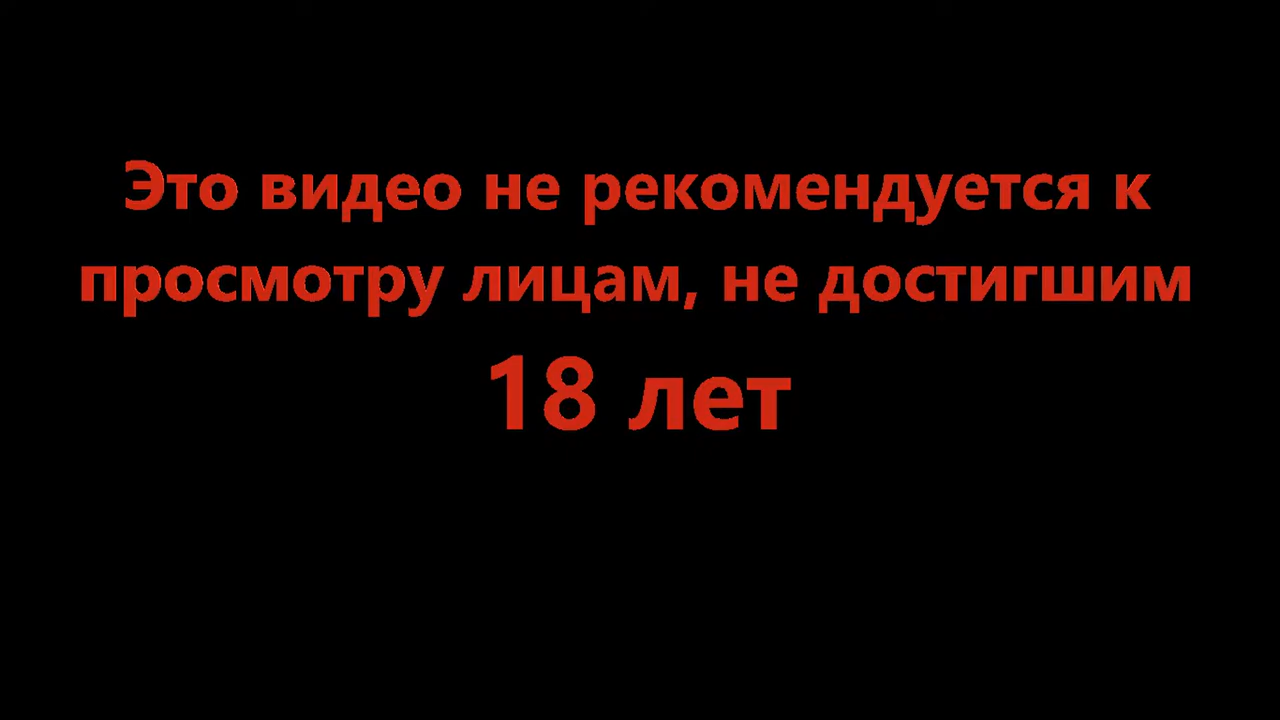 Это видео не рекомендуется к
просмотру лицам, не достигшим
18 лет